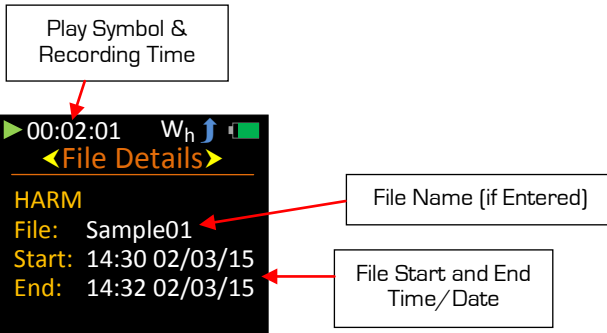 Play Symbol &
Recording Time
00:02:01 Wh
File Details
HARM
File: Sample01
Start: 14:30 02/03/15
End: 14:32 02/03/15
File Name (if Entered)
File Start and End
Time/Date